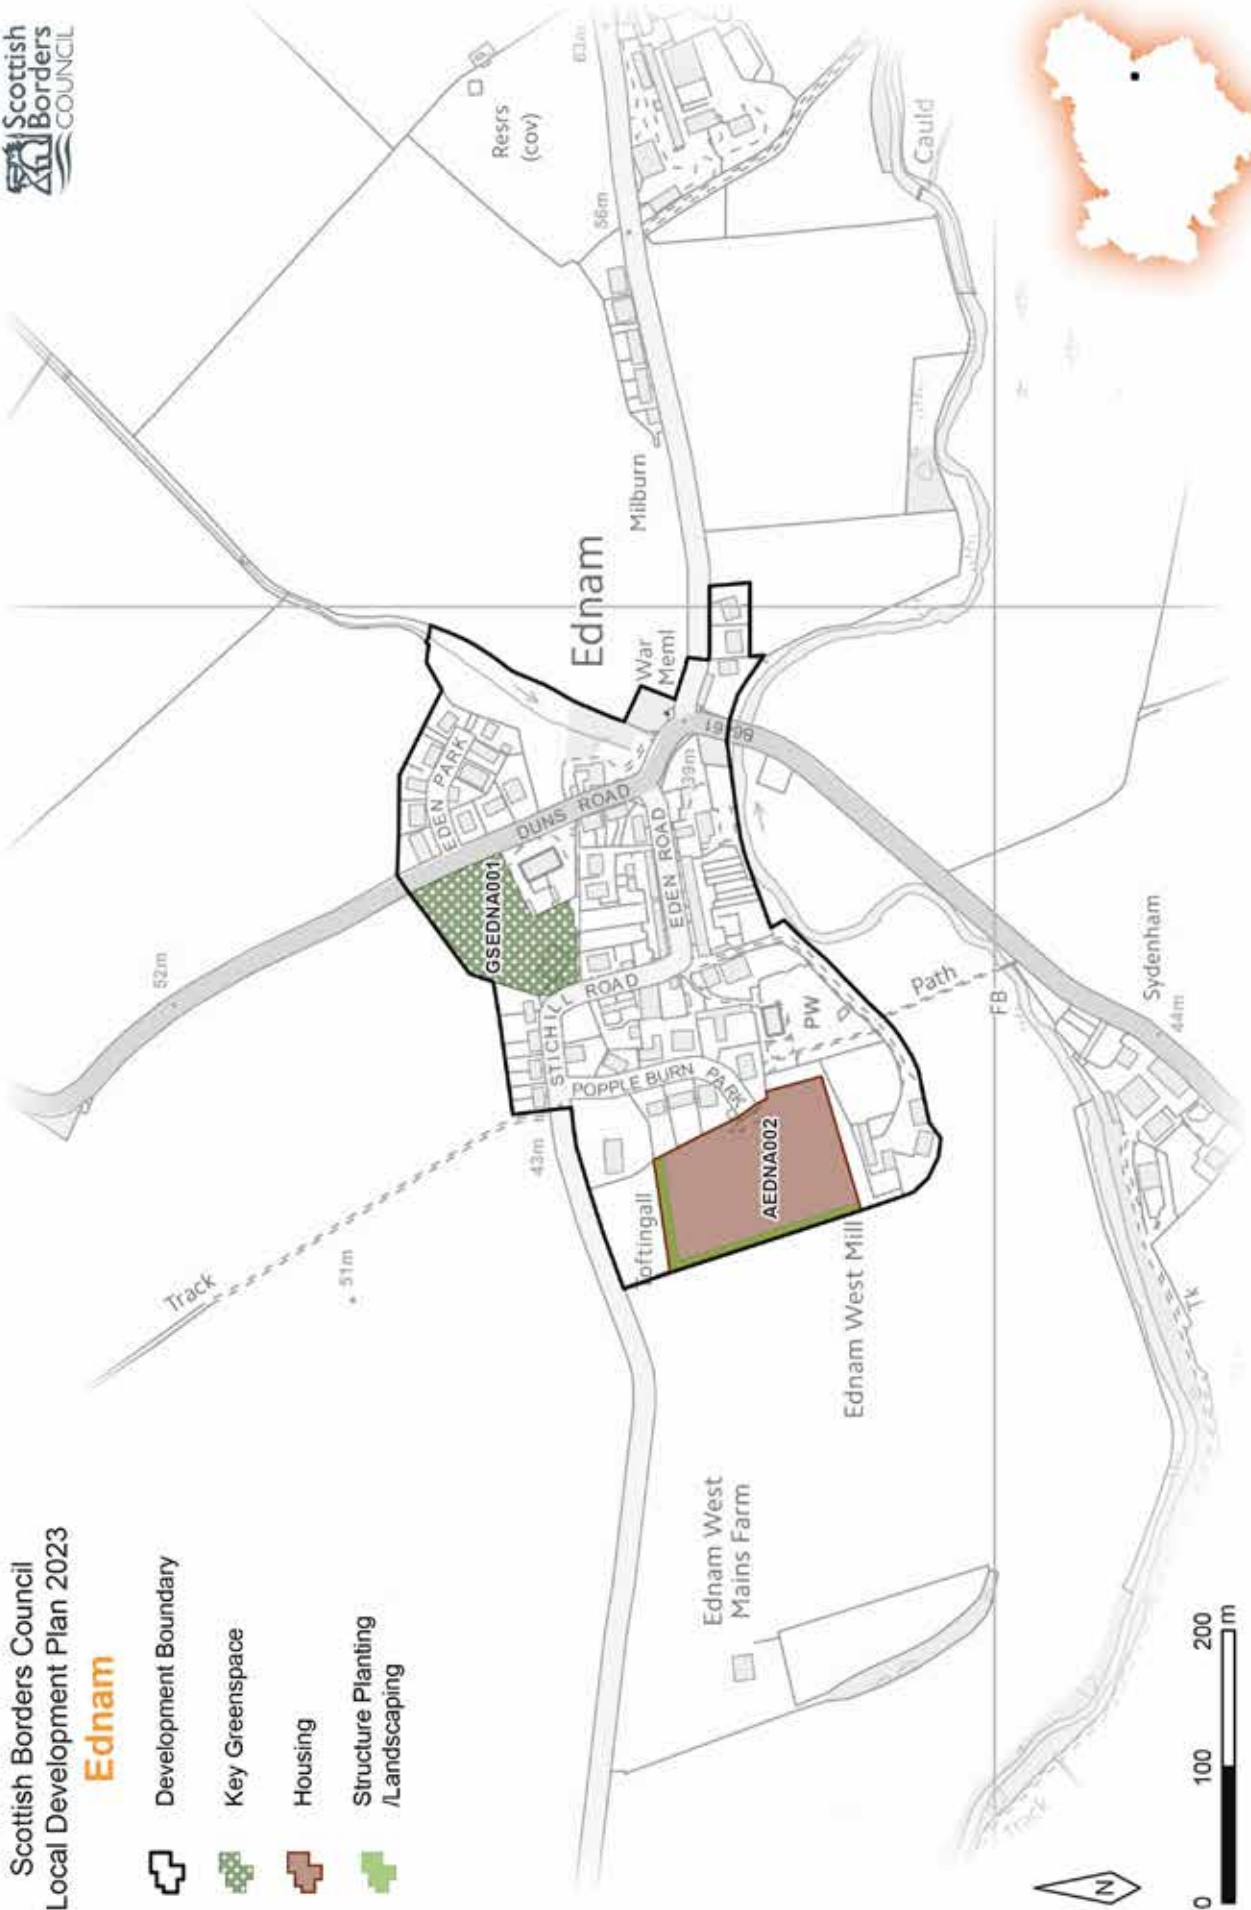 Scottish Borders Council
Local Development Plan 2023
Ednam
Development Boundary
Key Greenspace
Housing
Structure Planting
/Landscaping
Scottish
Borders
COUNCIL
Track
51m
52m
43m
EDEN PARK
EDEN PARK
DUNS ROAD
GSEDNA001
STICHILL ROAD
POPPLE BURN PARK
EDEN ROAD
39m
B6461
War
Meml
Ednam
Milburn
56m
Resrs
(cov)
63m
Cauld
AEDNA002
PW
Path
FB
Sydenham
44m
Tk
Ednam West Mill
Ednam West
Mains Farm
Track
N
0
100
200
m